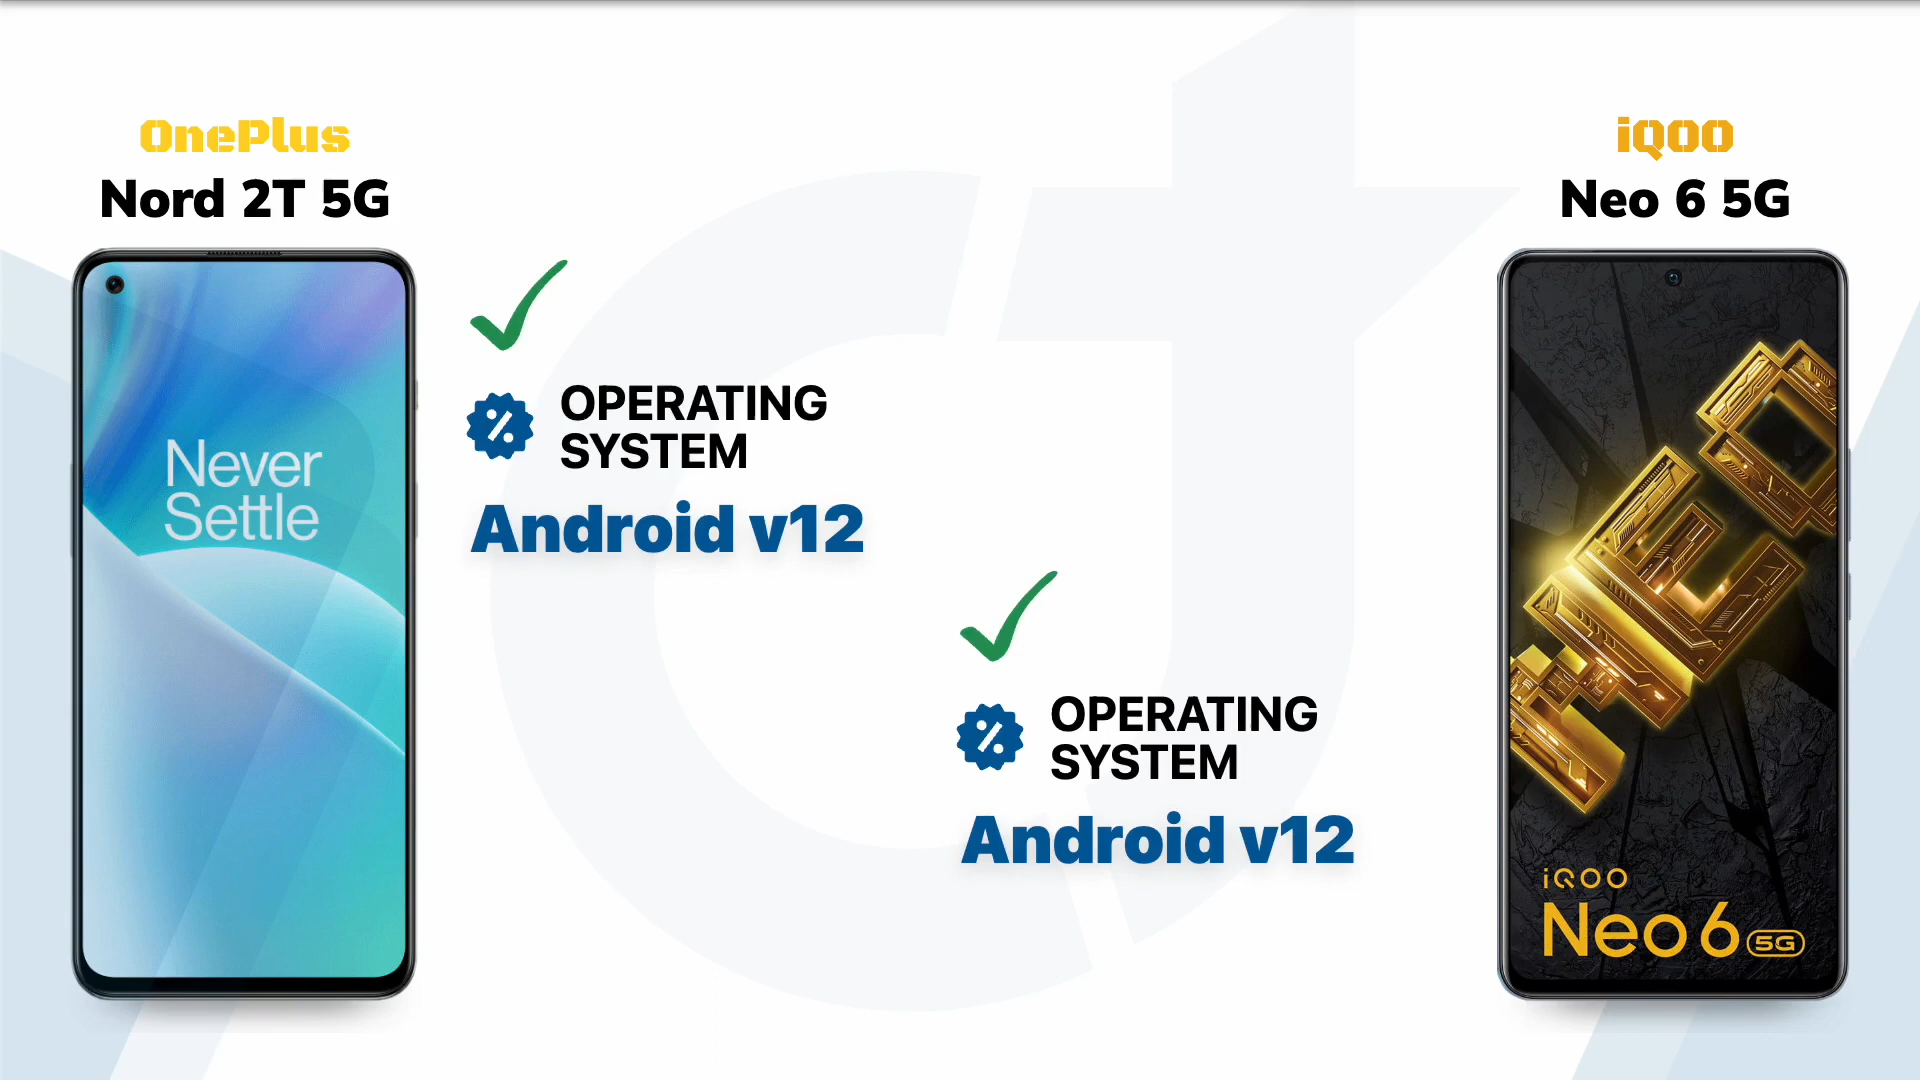 OnePlus
Nord 2T 5G
Never
Settle
OPERATING
SYSTEM
Android v12
iQOO
Neo 6 5G
OPERATING
SYSTEM
Android v12
NEO
iQOO
Neo 6 5G